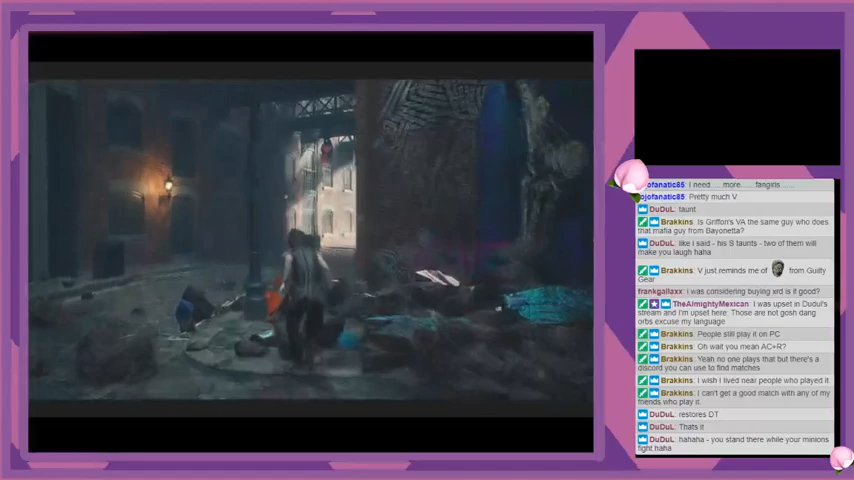 ojofanatic85: I need..... more...... fangirls ......
ojofanatic85: Pretty much V
DuDuL: taunt
Brakkins: Is Griffon's VA the same guy who does
that mafia guy from Bayonetta?
DuDuL: like i said - his S taunts - two of them will
make you laugh haha
Brakkins: V just reminds me of from Guilty
Gear
frankgallaxx: i was considering buying xrd is it good?
TheAlmightyMexican: I was upset in Dudul's
stream and I'm upset here. Those are not gosh dang
orbs excuse my language
Brakkins: People still play it on PC
Brakkins: Oh wait you mean AC+R?
Brakkins: Yeah no one plays that but there's a
discord you can use to find matches
Brakkins: I wish I lived near people who played it
Brakkins: I can't get a good match with any of my
friends who play it.
DuDuL: restores DT
DuDuL: Thats it
DuDuL: hahaha - you stand there while your minions
fight haha